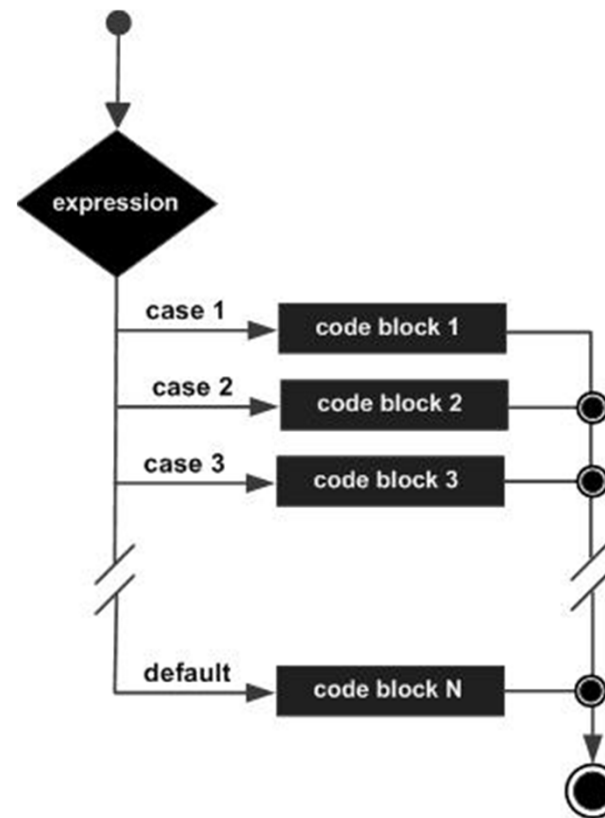 expression
case 1
code block 1
case 2
code block 2
case 3
code block 3
default
code block N